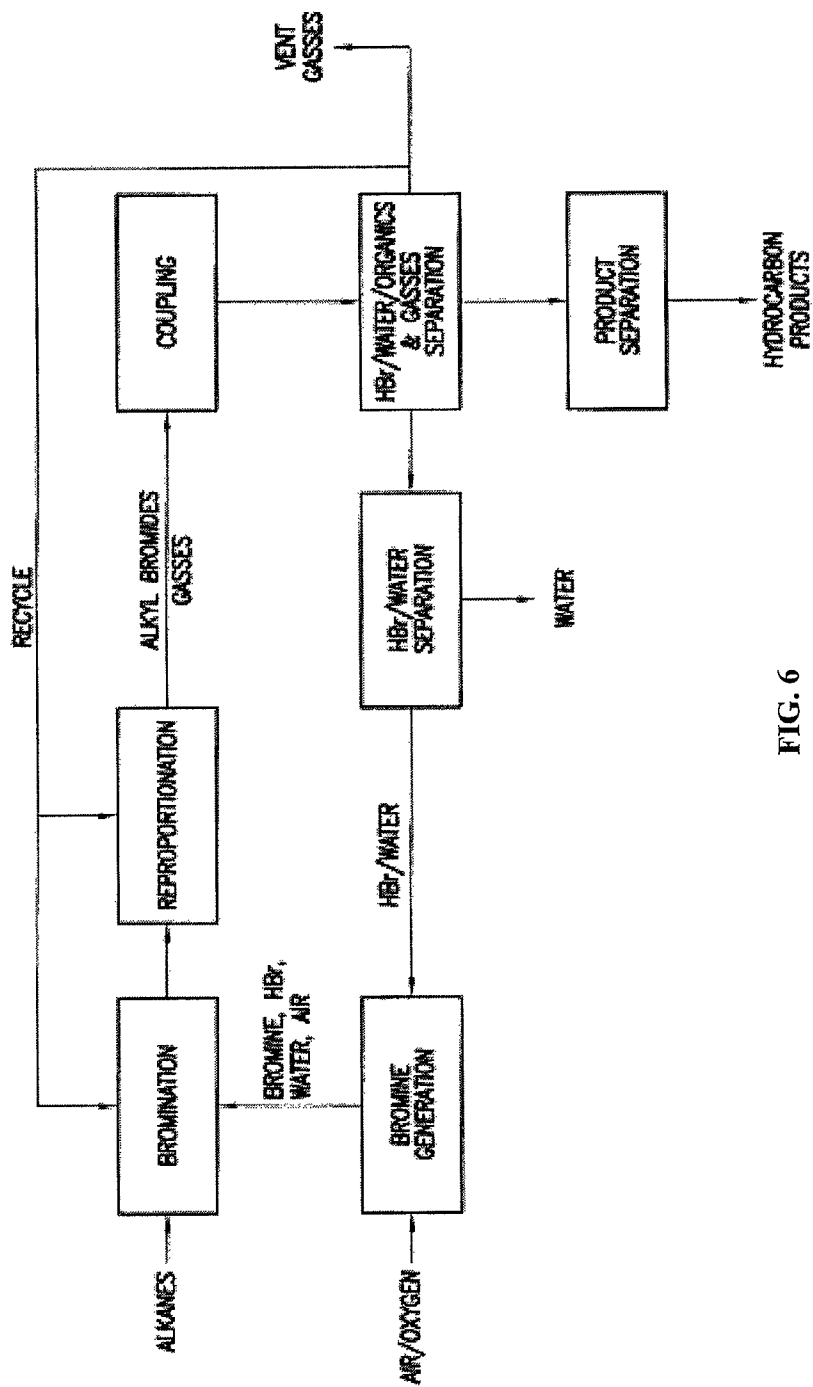 RECYCLE
ALKANES
BROMINATION
REPROPORTIONATION
ALKYL BROMIDES
GASSES
COUPLING
VENT
GASSES
BROMINE, HBr,
WATER, AIR
AIR/OXYGEN
BROMINE
GENERATION
HBr/WATER
HBr/WATER
SEPARATION
HBr/WATER/ORGANICS
& GASSES
SEPARATION
WATER
PRODUCT
SEPARATION
HYDROCARBON
PRODUCTS
FIG. 6